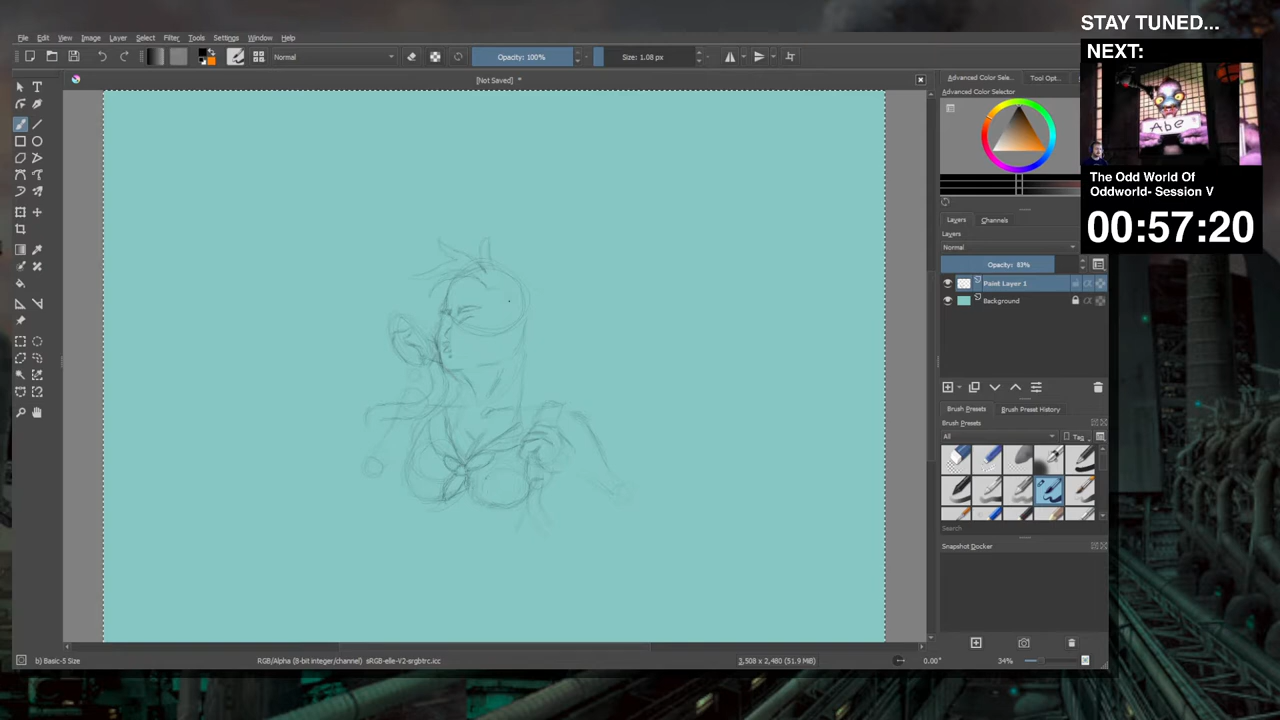 STAY TUNED...
NEXT:
Abe
The Odd World Of
Oddworld- Session V
00:57:20
File Edit View Image Layer Select Filter Tools Settings Window Help
Normal
Opacity: 100%
Size: 1.08 px
[Not Saved] *
Advanced Color Sele...
Tool Opt...
Advanced Color Selector
Layers
Channels
Layers
Normal
Opacity: 83%
Paint Layer 1
Background
Brush Presets
Brush Preset History
Brush Presets
All
Tag
Search
Snapshot Docker
b) Basic-5 Size
RGB/Alpha (8-bit integer/channel) sRGB-elle-V2-srgbtrc.icc
3,508 x 2,480 (51.9 MiB)
0.00°
34%